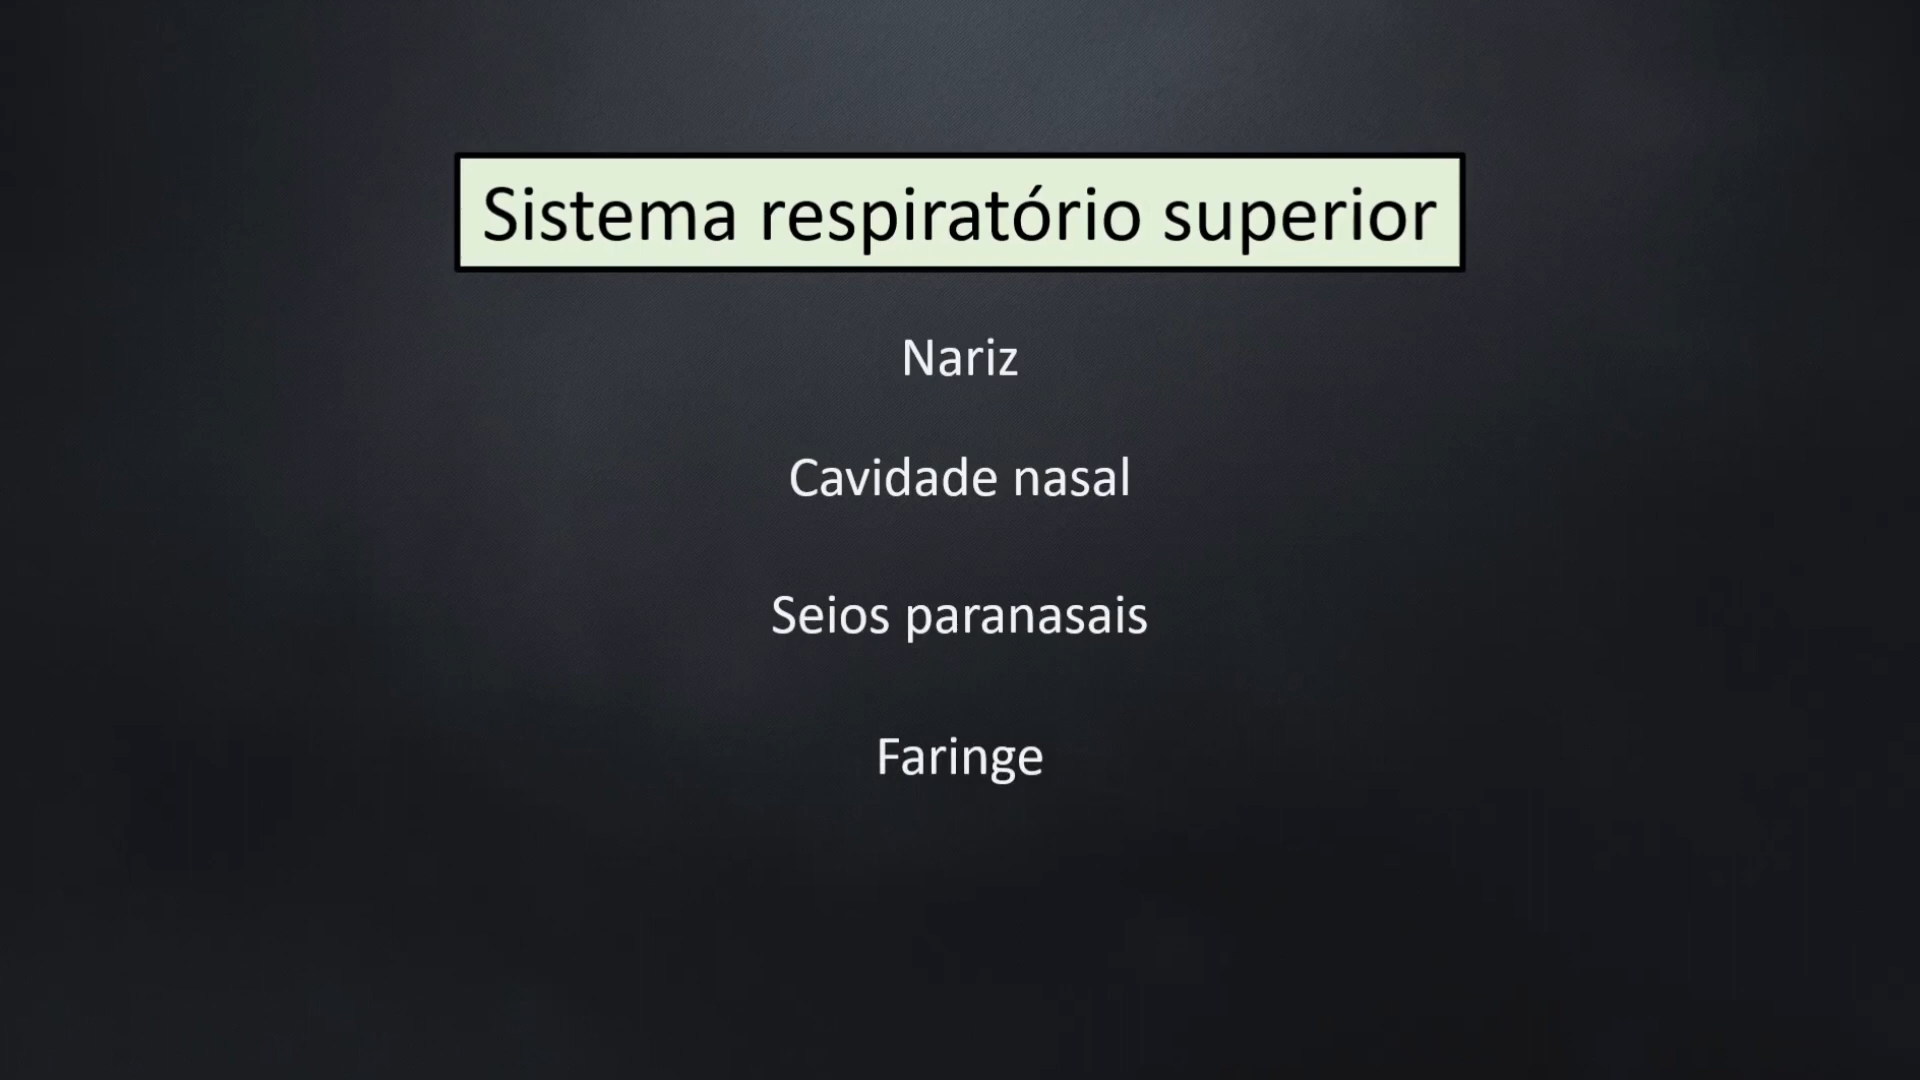 Sistema respiratório superior
Nariz
Cavidade nasal
Seios paranasais
Faringe